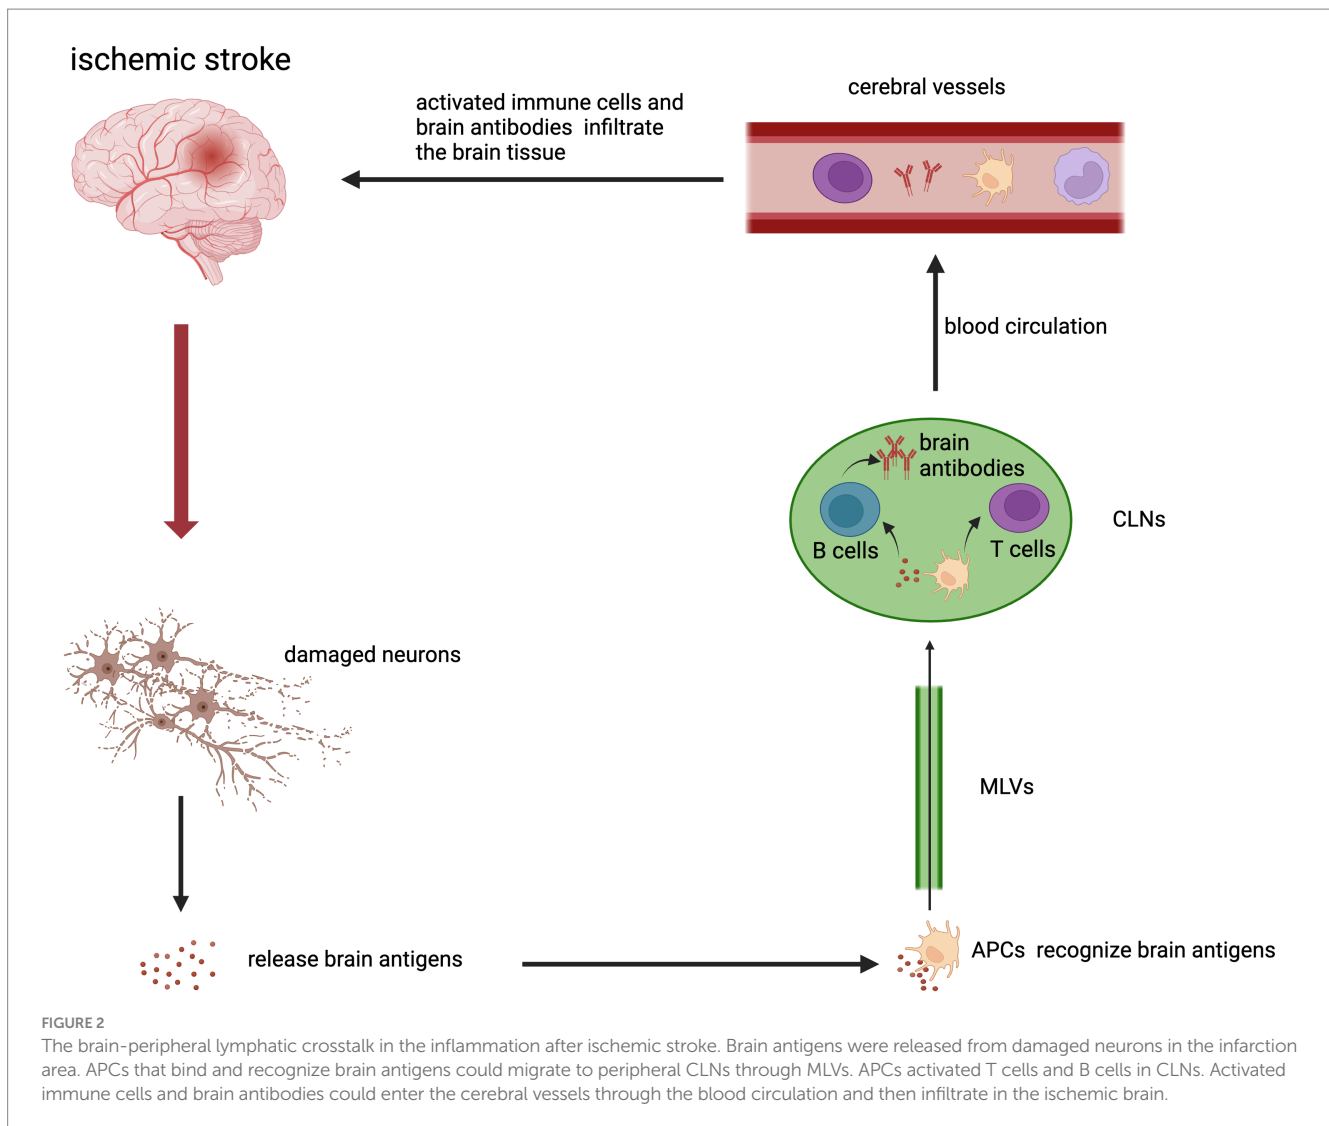 ischemic stroke
activated immune cells and
brain antibodies infiltrate
the brain tissue
cerebral vessels
blood circulation
brain
antibodies
B cells
T cells
CLNs
damaged neurons
MLVs
release brain antigens
APCs recognize brain antigens
FIGURE 2
The brain-peripheral lymphatic crosstalk in the inflammation after ischemic stroke. Brain antigens were released from damaged neurons in the infarction
area. APCs that bind and recognize brain antigens could migrate to peripheral CLNs through MLVs. APCs activated T cells and B cells in CLNs. Activated
immune cells and brain antibodies could enter the cerebral vessels through the blood circulation and then infiltrate in the ischemic brain.